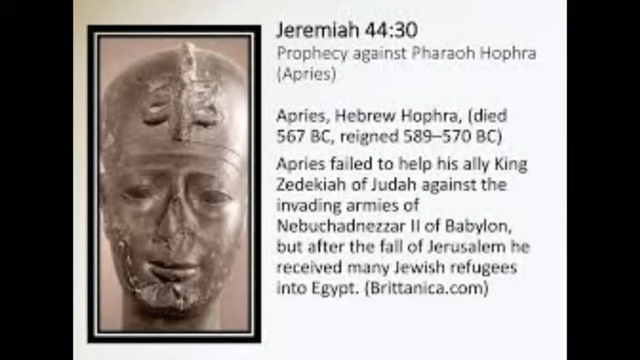 Jeremiah 44:30
Prophecy against Pharaoh Hophra
(Apries)
Apries, Hebrew Hophra, (died
567 BC, reigned 589–570 BC)
Apries failed to help his ally King
Zedekiah of Judah against the
invading armies of
Nebuchadnezzar II of Babylon,
but after the fall of Jerusalem he
received many Jewish refugees
into Egypt. (Brittanica.com)